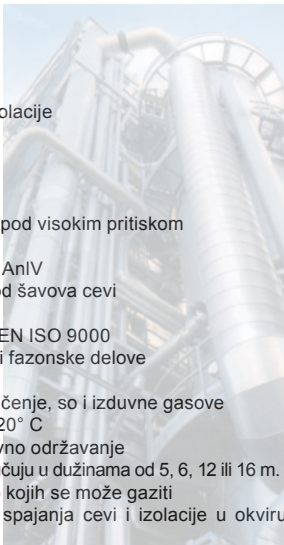 olacije
pod visokim pritiskom
AnIV
od šavova cevi
EN ISO 9000
i fazonske delove
čenje, so i izduvne gasove
20° C
vno održavanje
čuju u dužinama od 5, 6, 12 ili 16 m.
kojih se može gaziti
spajanja cevi i izolacije u okviru